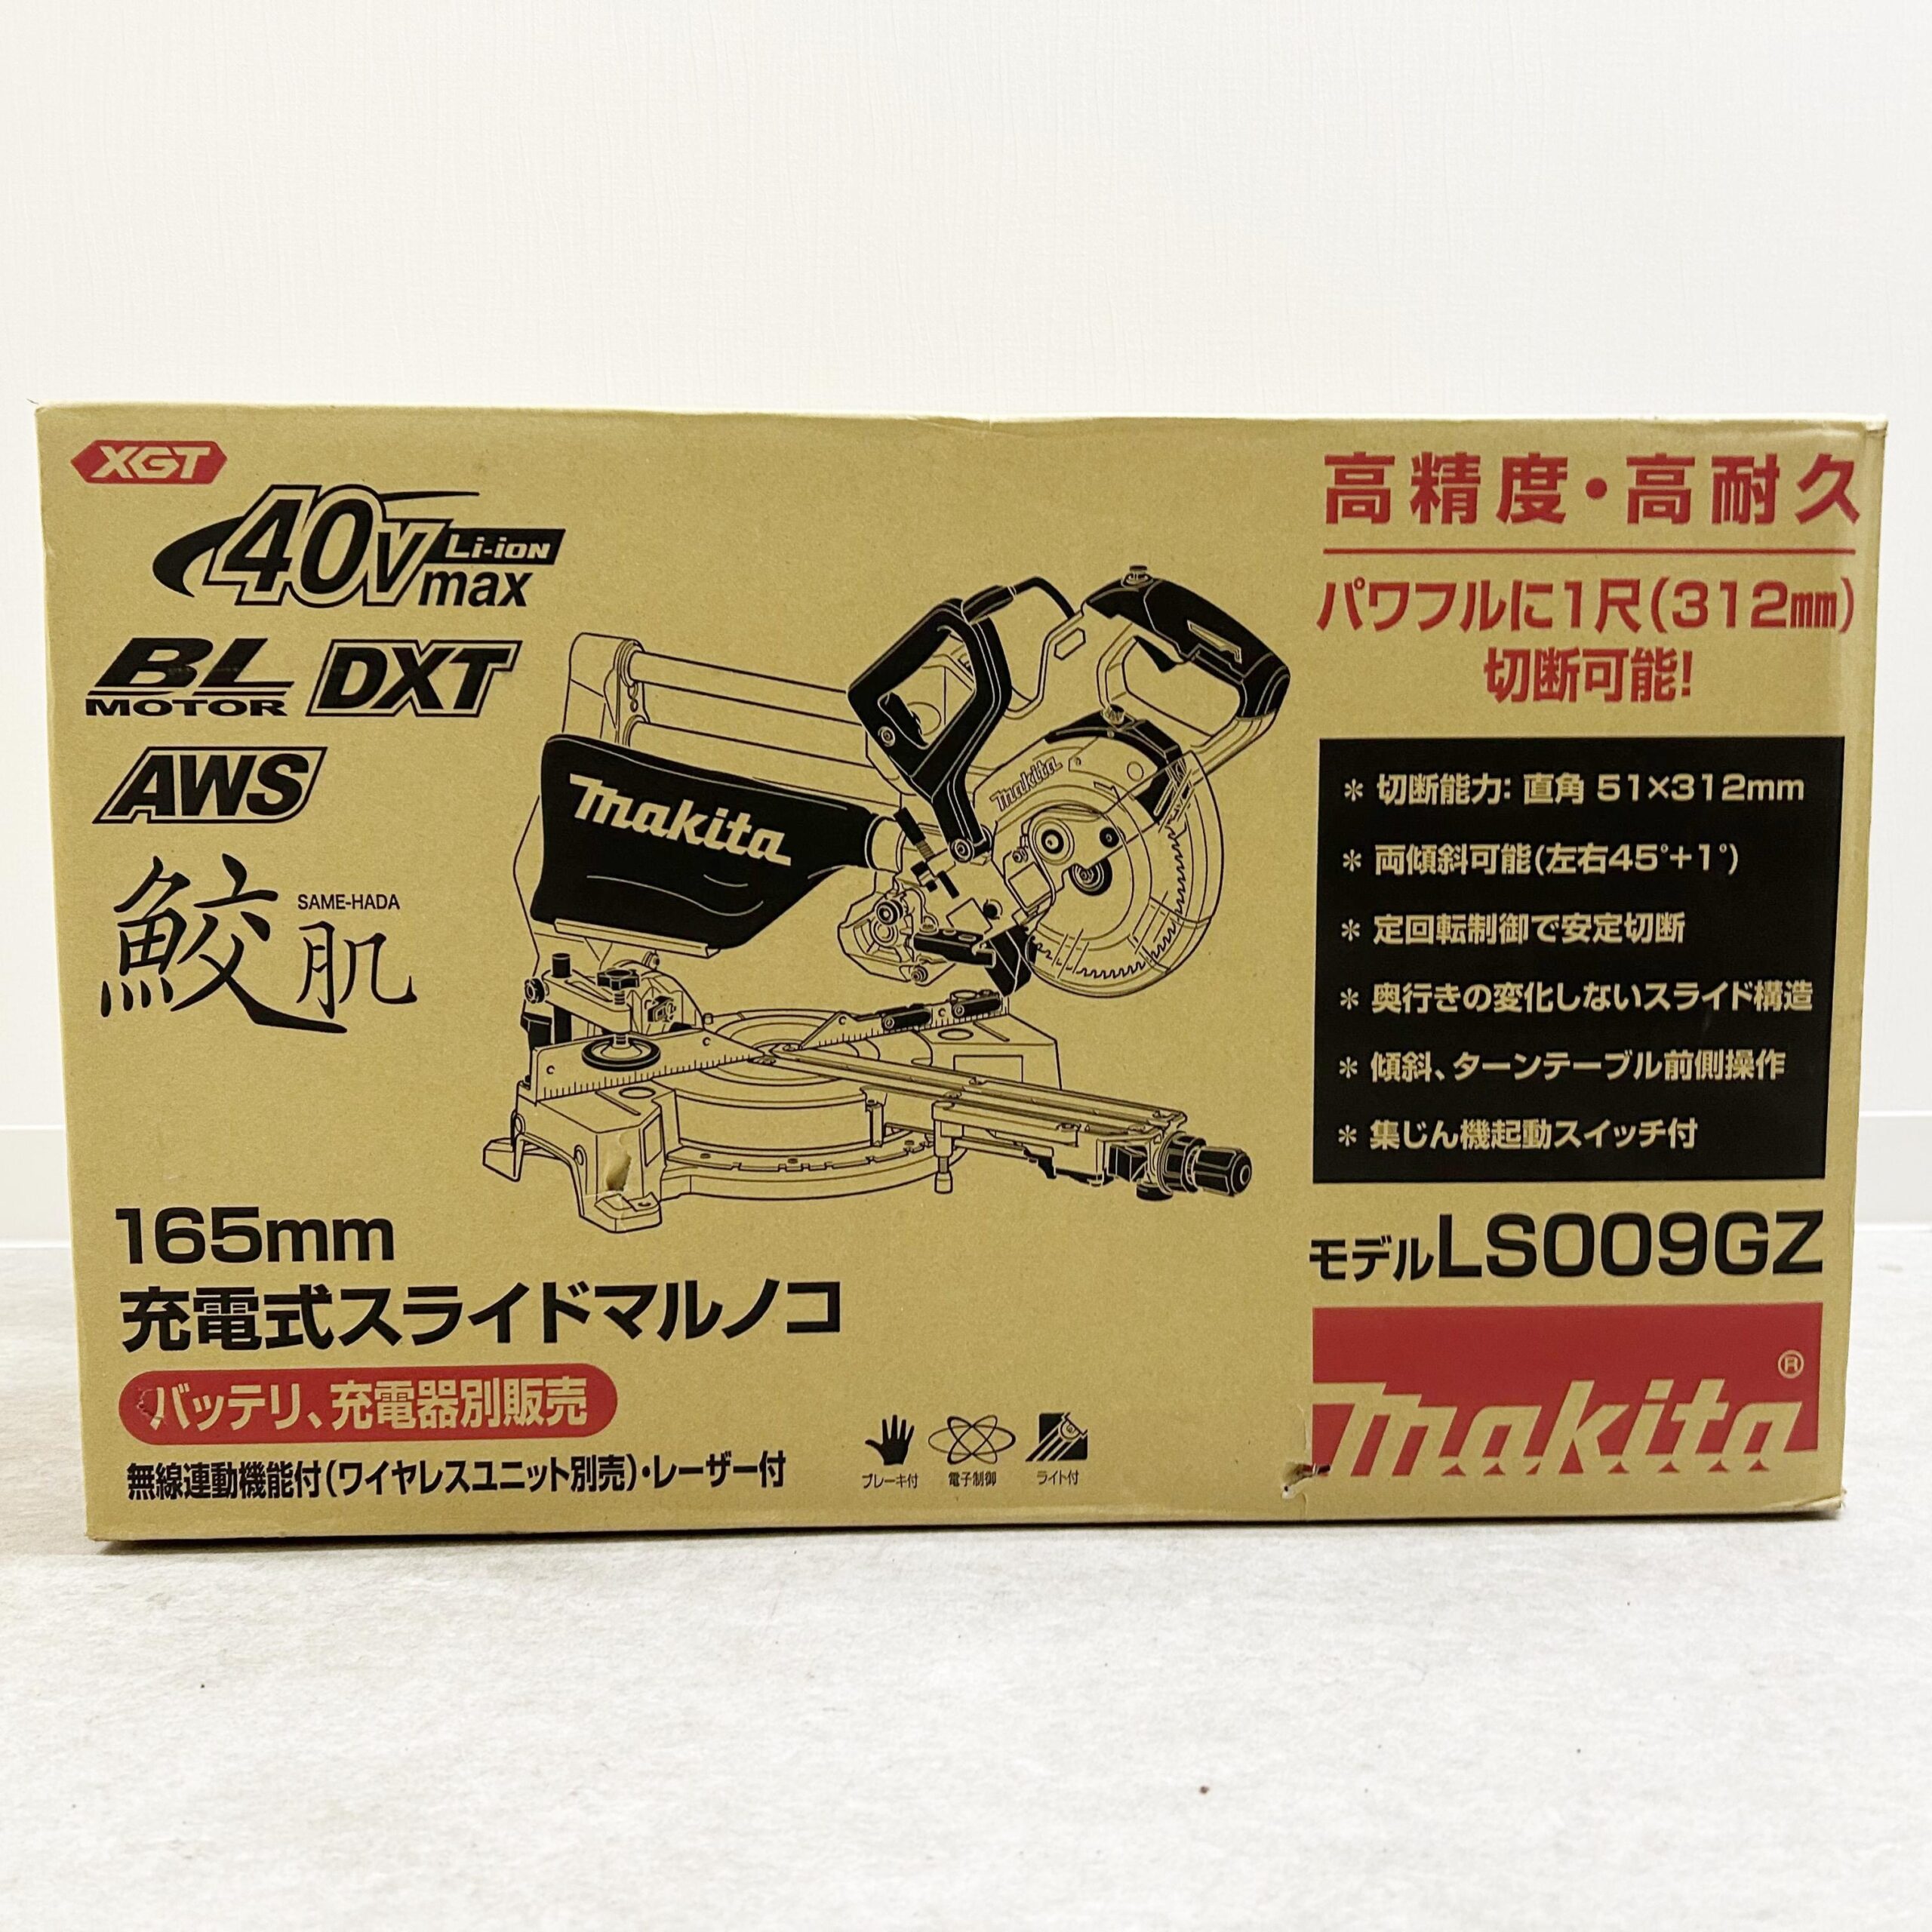 XGT
40Vmax Li-ion
BL MOTOR
DXT
AWS
鮫肌 SAME-HADA
makita
makita
165mm
充電式スライドマルノコ
バッテリ、充電器別販売
無線連動機能付(ワイヤレスユニット別売)・レーザー付
ブレーキ付 電子制御 ライト付
高精度・高耐久
パワフルに1尺(312mm)
切断可能!
＊ 切断能力: 直角 51×312mm
＊ 両傾斜可能(左右45°+1°)
＊ 定回転制御で安定切断
＊ 奥行きの変化しないスライド構造
＊ 傾斜、ターンテーブル前側操作
＊ 集じん機起動スイッチ付
モデルLS009GZ
makita®